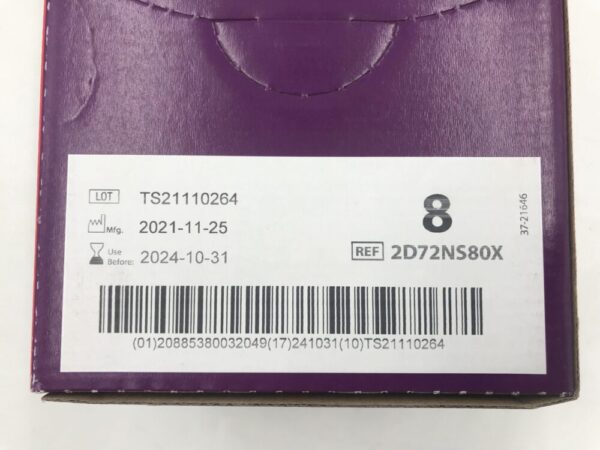 LOT TS21110264
Mfg. 2021-11-25
Use Before: 2024-10-31
8
REF 2D72NS80X
37-21646
(01)20885380032049(17)241031(10)TS21110264